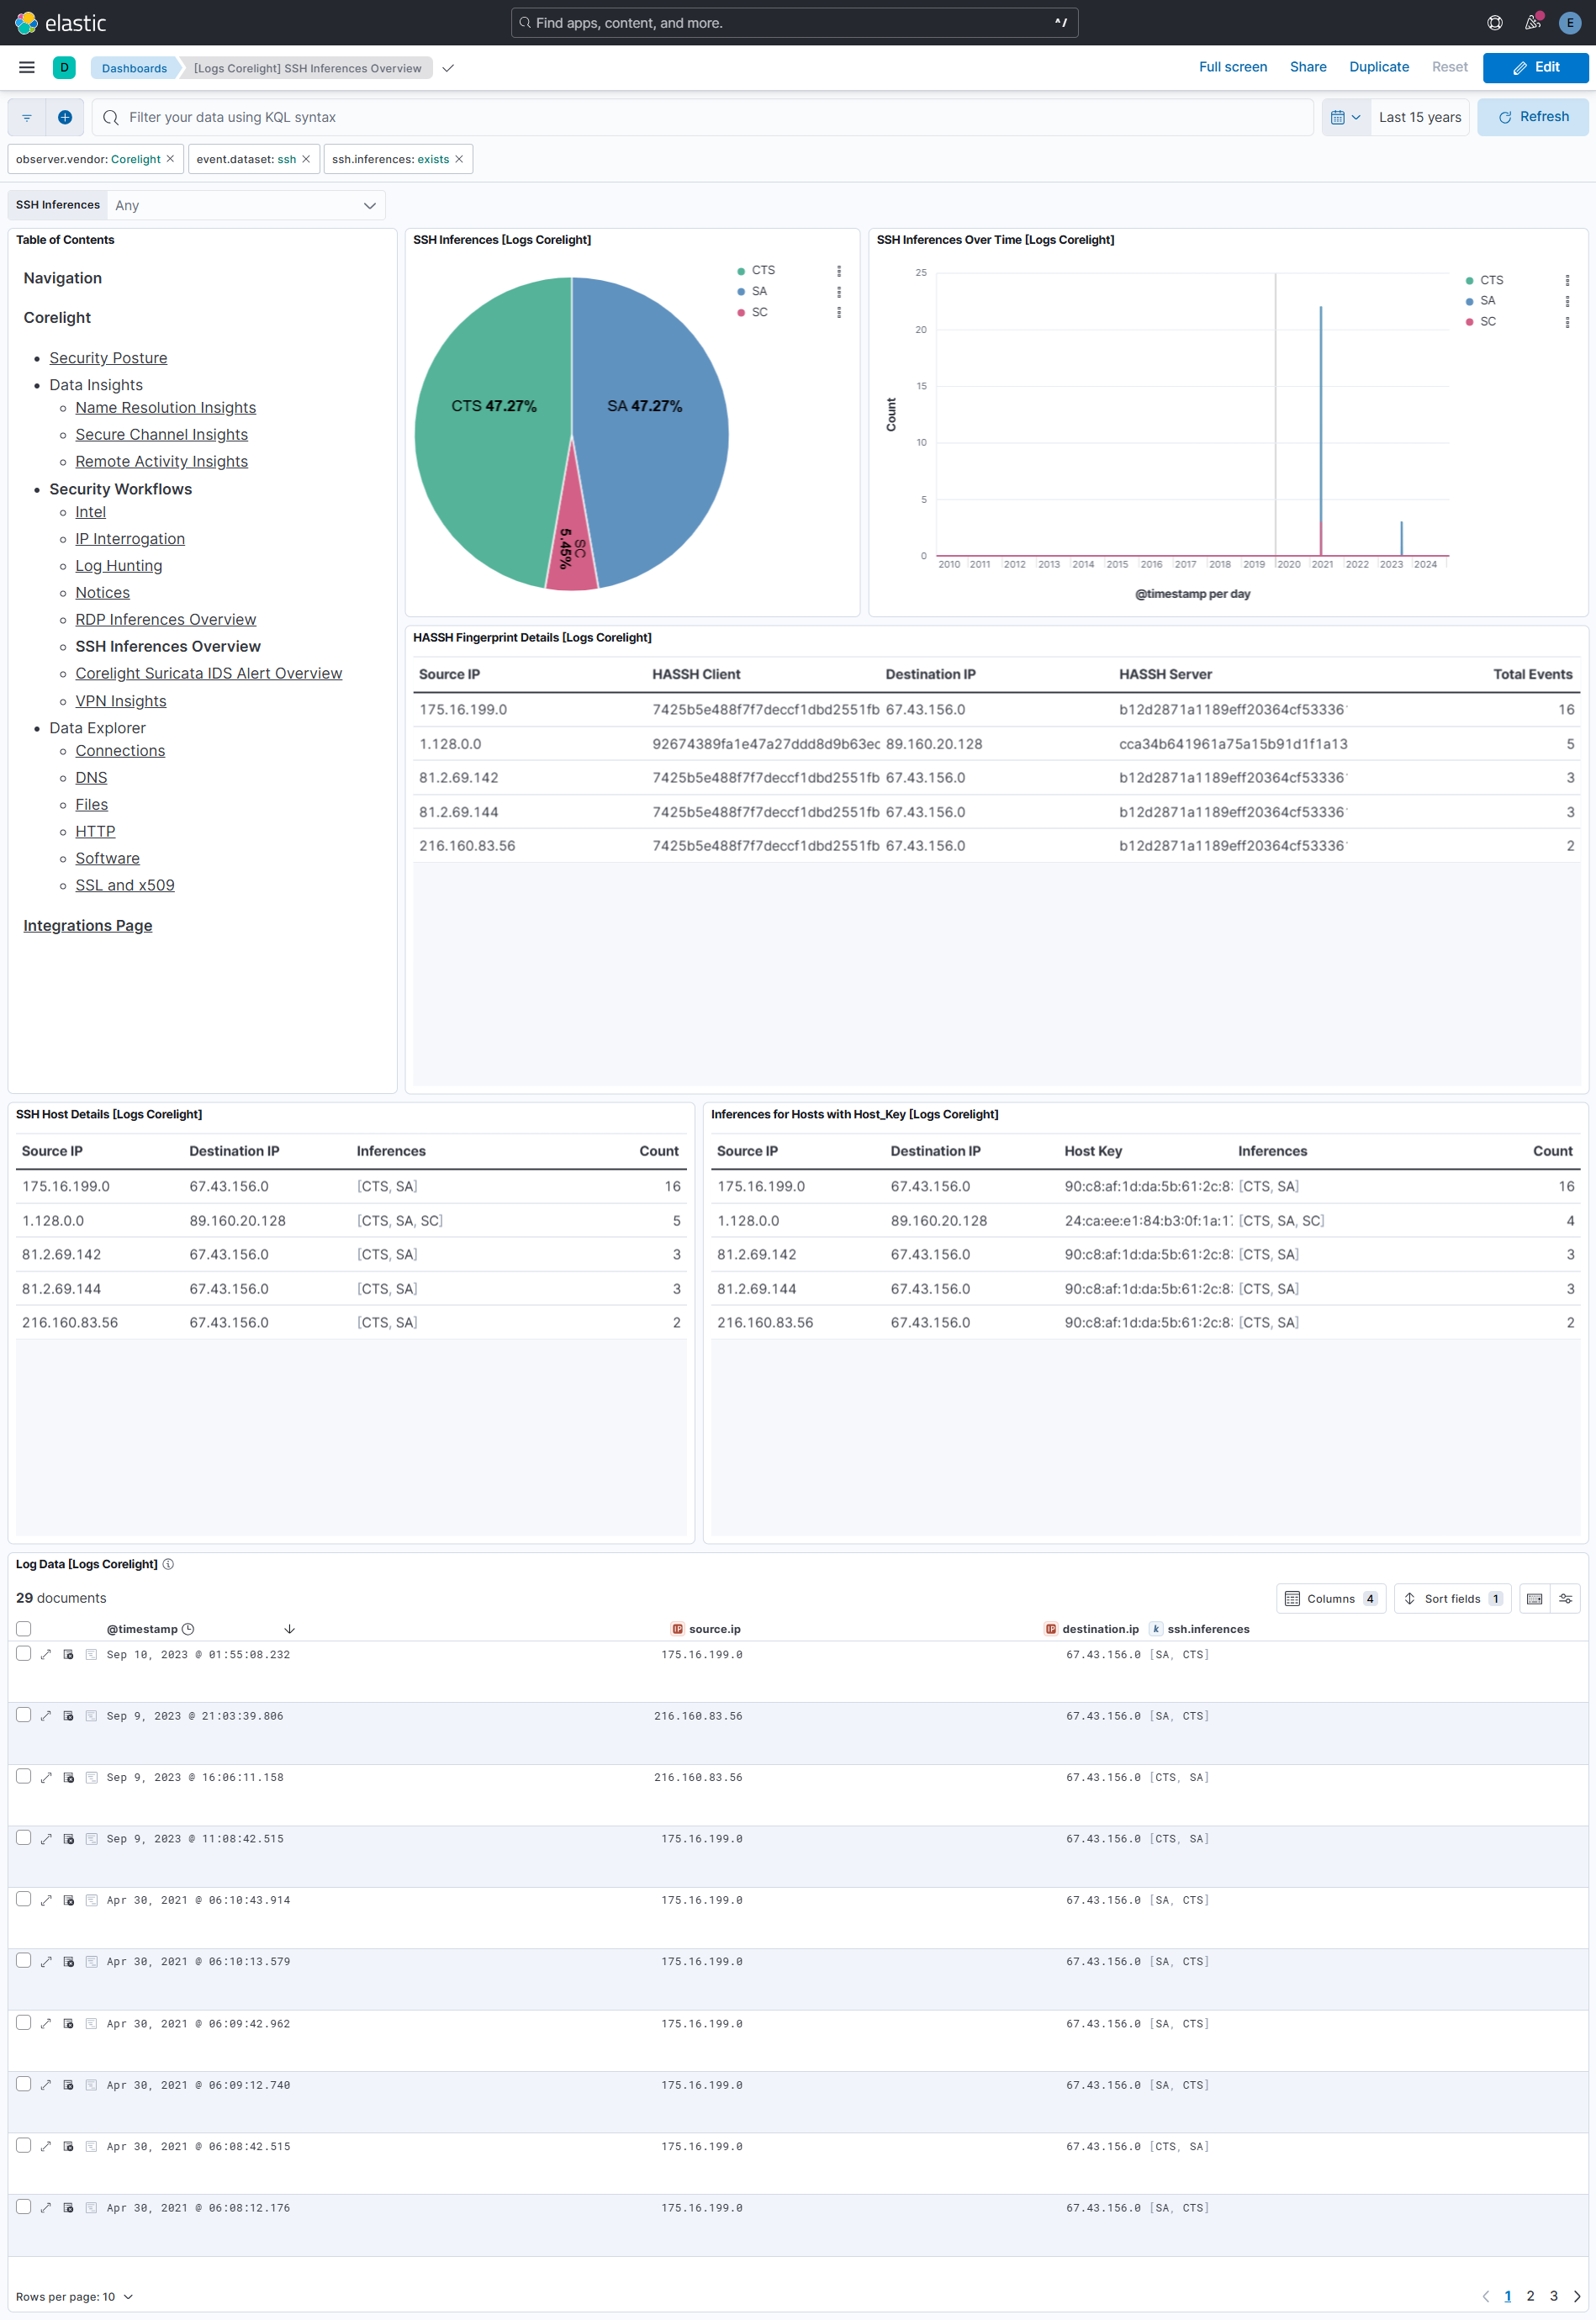 elastic
Find apps, content, and more.
^/
E
D
Dashboards
[Logs Corelight] SSH Inferences Overview
Full screen
Share
Duplicate
Reset
Edit
Filter your data using KQL syntax
Last 15 years
Refresh
observer.vendor: Corelight ×
event.dataset: ssh ×
ssh.inferences: exists ×
SSH Inferences
Any
Table of Contents
Navigation
Corelight
• Security Posture
• Data Insights
Name Resolution Insights
Secure Channel Insights
Remote Activity Insights
• Security Workflows
Intel
IP Interrogation
Log Hunting
Notices
RDP Inferences Overview
SSH Inferences Overview
Corelight Suricata IDS Alert Overview
VPN Insights
• Data Explorer
Connections
DNS
Files
HTTP
Software
SSL and x509
Integrations Page
SSH Inferences [Logs Corelight]
CTS 47.27%
SA 47.27%
SC 5.45%
CTS
SA
SC
SSH Inferences Over Time [Logs Corelight]
25
20
15
10
5
0
Count
2010 2011 2012 2013 2014 2015 2016 2017 2018 2019 2020 2021 2022 2023 2024
@timestamp per day
CTS
SA
SC
HASSH Fingerprint Details [Logs Corelight]
Source IP HASSH Client Destination IP HASSH Server Total Events
175.16.199.0 7425b5e488f7f7deccf1dbd2551fb 67.43.156.0 b12d2871a1189eff20364cf53336 16
1.128.0.0 92674389fa1e47a27ddd8d9b63ec 89.160.20.128 cca34b641961a75a15b91d1f1a13 5
81.2.69.142 7425b5e488f7f7deccf1dbd2551fb 67.43.156.0 b12d2871a1189eff20364cf53336 3
81.2.69.144 7425b5e488f7f7deccf1dbd2551fb 67.43.156.0 b12d2871a1189eff20364cf53336 3
216.160.83.56 7425b5e488f7f7deccf1dbd2551fb 67.43.156.0 b12d2871a1189eff20364cf53336 2
SSH Host Details [Logs Corelight]
Source IP Destination IP Inferences Count
175.16.199.0 67.43.156.0 [CTS, SA] 16
1.128.0.0 89.160.20.128 [CTS, SA, SC] 5
81.2.69.142 67.43.156.0 [CTS, SA] 3
81.2.69.144 67.43.156.0 [CTS, SA] 3
216.160.83.56 67.43.156.0 [CTS, SA] 2
Inferences for Hosts with Host_Key [Logs Corelight]
Source IP Destination IP Host Key Inferences Count
175.16.199.0 67.43.156.0 90:c8:af:1d:da:5b:61:2c:8 [CTS, SA] 16
1.128.0.0 89.160.20.128 24:ca:ee:e1:84:b3:0f:1a:1 [CTS, SA, SC] 4
81.2.69.142 67.43.156.0 90:c8:af:1d:da:5b:61:2c:8 [CTS, SA] 3
81.2.69.144 67.43.156.0 90:c8:af:1d:da:5b:61:2c:8 [CTS, SA] 3
216.160.83.56 67.43.156.0 90:c8:af:1d:da:5b:61:2c:8 [CTS, SA] 2
Log Data [Logs Corelight]
29 documents
Columns 4
Sort fields 1
@timestamp IP source.ip IP destination.ip k ssh.inferences
Sep 10, 2023 @ 01:55:08.232 175.16.199.0 67.43.156.0 [SA, CTS]
Sep 9, 2023 @ 21:03:39.806 216.160.83.56 67.43.156.0 [SA, CTS]
Sep 9, 2023 @ 16:06:11.158 216.160.83.56 67.43.156.0 [CTS, SA]
Sep 9, 2023 @ 11:08:42.515 175.16.199.0 67.43.156.0 [CTS, SA]
Apr 30, 2021 @ 06:10:43.914 175.16.199.0 67.43.156.0 [SA, CTS]
Apr 30, 2021 @ 06:10:13.579 175.16.199.0 67.43.156.0 [SA, CTS]
Apr 30, 2021 @ 06:09:42.962 175.16.199.0 67.43.156.0 [SA, CTS]
Apr 30, 2021 @ 06:09:12.740 175.16.199.0 67.43.156.0 [SA, CTS]
Apr 30, 2021 @ 06:08:42.515 175.16.199.0 67.43.156.0 [CTS, SA]
Apr 30, 2021 @ 06:08:12.176 175.16.199.0 67.43.156.0 [SA, CTS]
Rows per page: 10
1 2 3